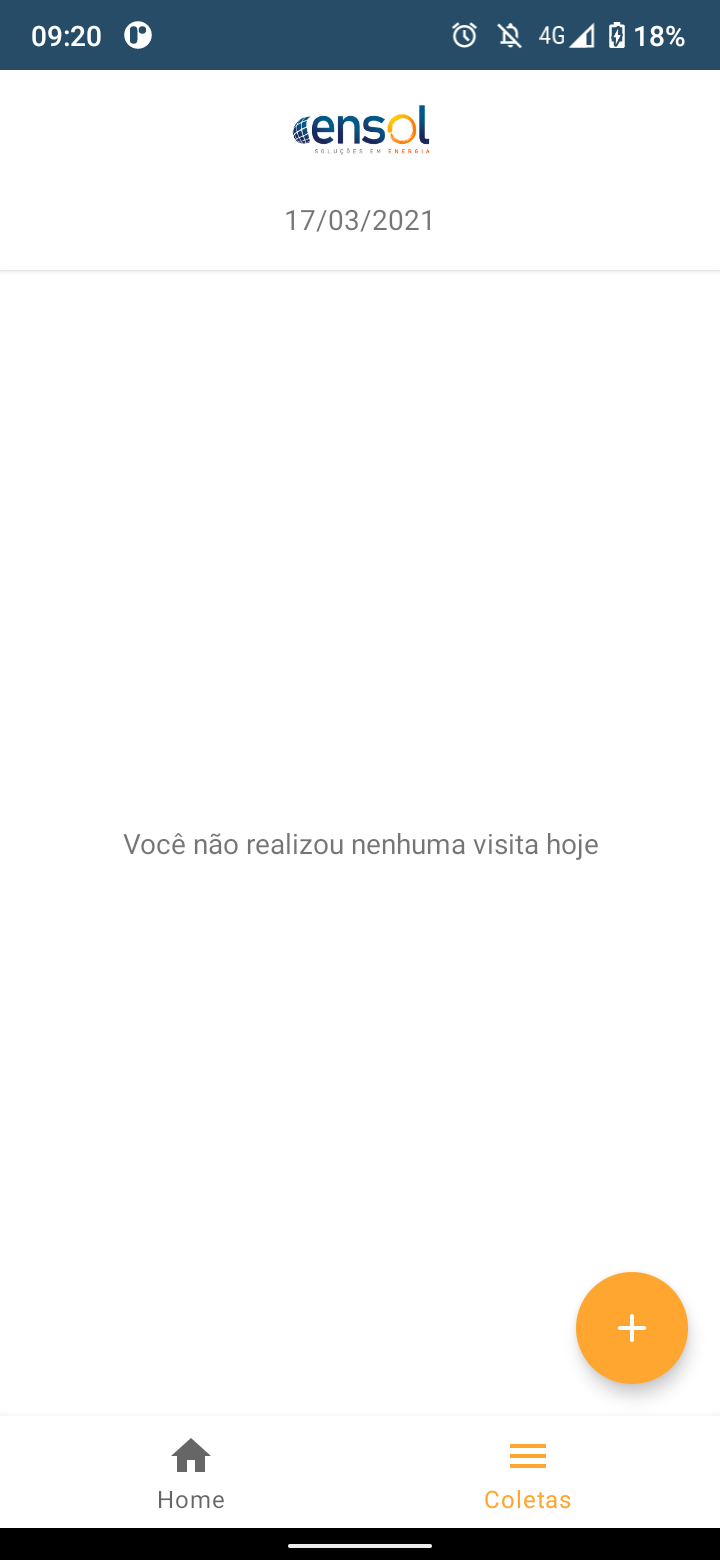 09:20
4G
18%
ensol
SOLUÇÕES EM ENERGIA
17/03/2021
Você não realizou nenhuma visita hoje
Home
Coletas